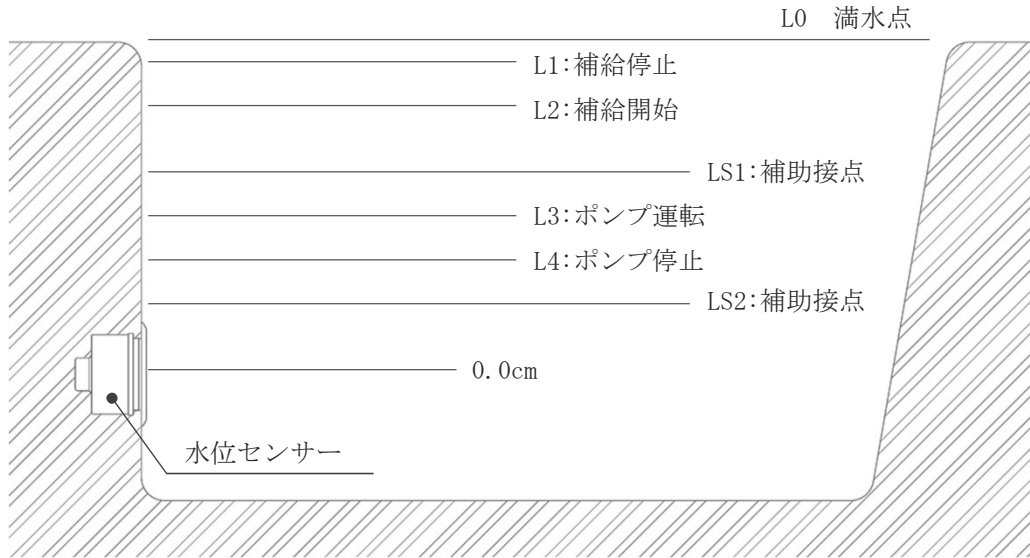 L0　満水点
L1:補給停止
L2:補給開始
LS1:補助接点
L3:ポンプ運転
L4:ポンプ停止
LS2:補助接点
0.0cm
水位センサー